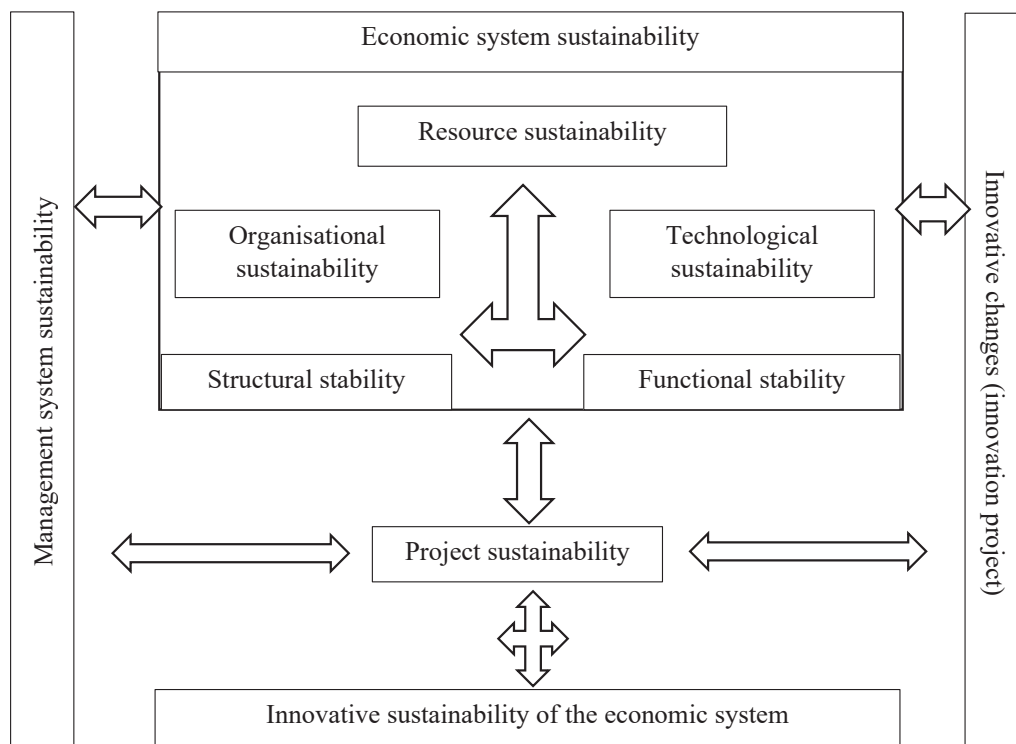 Economic system sustainability
Resource sustainability
Organisational
sustainability
Technological
sustainability
Structural stability
Functional stability
Management system sustainability
Innovative changes (innovation project)
Project sustainability
Innovative sustainability of the economic system